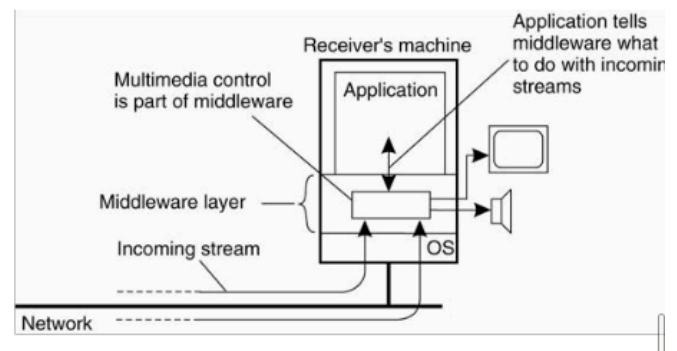 Application tells
middleware what
to do with incomin
streams
Receiver's machine
Multimedia control
is part of middleware
Application
Middleware layer
Incoming stream
OS
Network